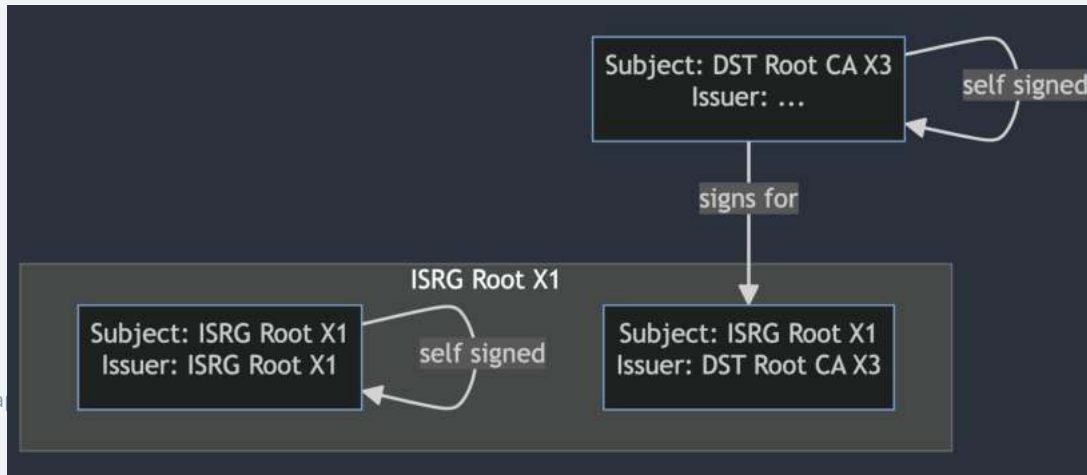 Subject: DST Root CA X3
Issuer: ...
self signed
signs for
ISRG Root X1
Subject: ISRG Root X1
Issuer: ISRG Root X1
self signed
Subject: ISRG Root X1
Issuer: DST Root CA X3